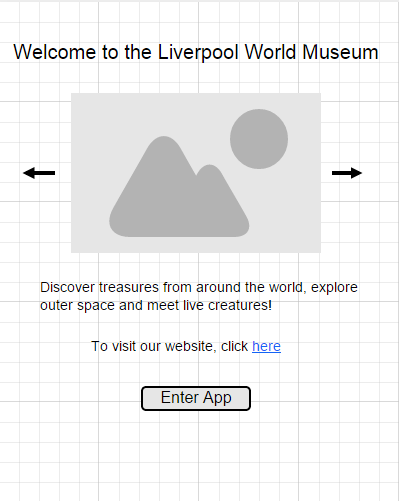 Welcome to the Liverpool World Museum
Discover treasures from around the world, explore
outer space and meet live creatures!
To visit our website, click here
Enter App